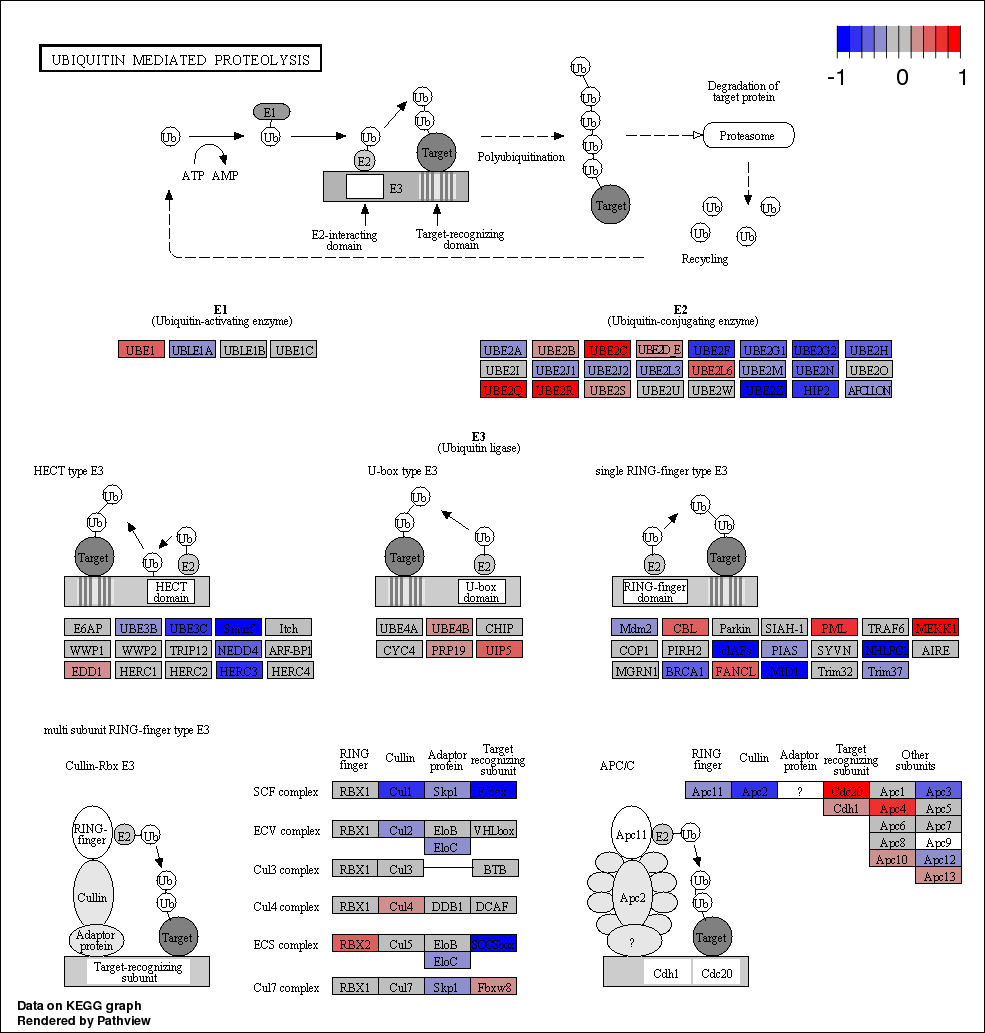 UBIQUITIN MEDIATED PROTEOLYSIS
-1 0 1
Ub
ATP AMP
E1
Ub
Ub
E2
Ub
Ub
Target
E3
E2-interacting
domain
Target-recognizing
domain
Polyubiquitination
Ub
Ub
Ub
Ub
Ub
Target
Degradation of
target protein
Proteasome
Ub Ub
Ub Ub
Recycling
E1
(Ubiquitin-activating enzyme)
UBE1 UBLE1A UBLE1B UBE1C
E2
(Ubiquitin-conjugating enzyme)
UBE2A UBE2B UBE2C UBE2D_E UBE2F UBE2G1 UBE2G2 UBE2H
UBE2I UBE2J1 UBE2J2 UBE2L3 UBE2L6 UBE2M UBE2N UBE2O
UBE2Q UBE2R UBE2S UBE2U UBE2W UBE2Z HIP2 APCLLON
E3
(Ubiquitin ligase)
HECT type E3
Ub
Ub
Ub
Ub
E2
Target
HECT
domain
E6AP UBE3B UBE3C Smurf Itch
WWP1 WWP2 TRIP12 NEDD4 ARF-BP1
EDD1 HERC1 HERC2 HERC3 HERC4
U-box type E3
Ub
Ub
Ub
E2
Target
U-box
domain
UBE4A UBE4B CHIP
CYC4 PRP19 UIP5
single RING-finger type E3
Ub
Ub
Ub
E2
Target
RING-finger
domain
Mdm2 CBL Parkin SIAH-1 PML TRAF6 MEKK1
COP1 PIRH2 cIAPs PIAS SYVN NHLRC1 AIRE
MGRN1 BRCA1 FANCL MID1 Trim32 Trim37
multi subunit RING-finger type E3
Cullin-Rbx E3
RING-
finger
E2
Ub
Ub
Ub
Cullin
Adaptor
protein
Target
Target-recognizing
subunit
RING
finger
Cullin
Adaptor
protein
Target
recognizing
subunit
SCF complex RBX1 Cul1 Skp1 F-box
ECV complex RBX1 Cul2 EloB VHLbox
EloC
Cul3 complex RBX1 Cul3 BTB
Cul4 complex RBX1 Cul4 DDB1 DCAF
ECS complex RBX2 Cul5 EloB SOCSbox
EloC
Cul7 complex RBX1 Cul7 Skp1 Fbxw8
APC/C
RING
finger
Cullin
Adaptor
protein
Target
recognizing
subunit
Other
subunits
Apc11 Apc2 ? Cdc20 Apc1 Apc3
Cdh1 Apc4 Apc5
Apc6 Apc7
Apc8 Apc9
Apc10 Apc12
Apc13
Apc11
E2
Ub
Ub
Ub
Apc2
?
Target
Cdh1 Cdc20
Data on KEGG graph
Rendered by Pathview